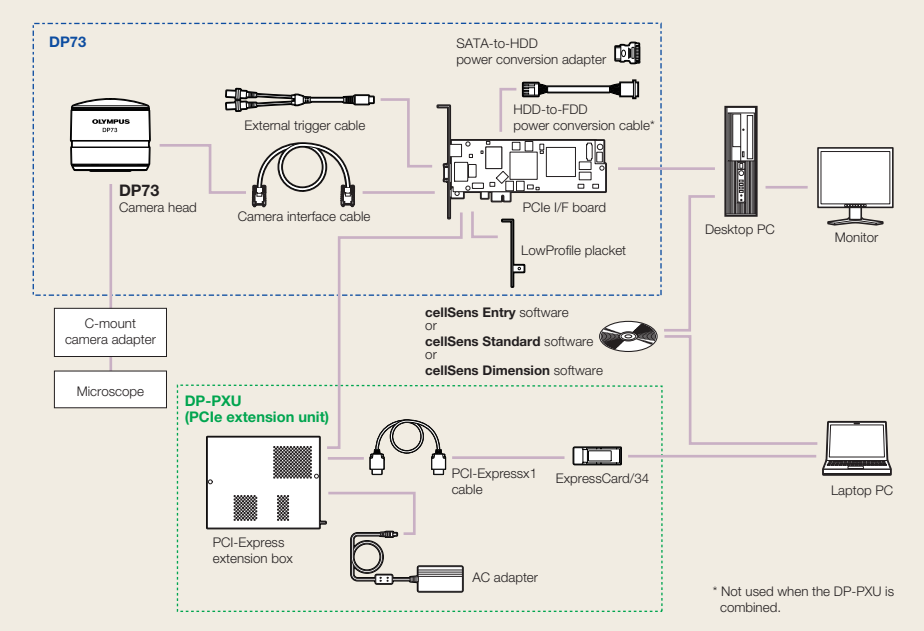 DP73
SATA-to-HDD
power conversion adapter
OLYMPUS
DP73
External trigger cable
HDD-to-FDD
power conversion cable*
DP73
Camera head
Camera interface cable
PCIe I/F board
LowProfile placket
Desktop PC
Monitor
C-mount
camera adapter
Microscope
cellSens Entry software
or
cellSens Standard software
or
cellSens Dimension software
DP-PXU
(PCIe extension unit)
PCI-Expressx1
cable
ExpressCard/34
Laptop PC
PCI-Express
extension box
AC adapter
* Not used when the DP-PXU is
combined.